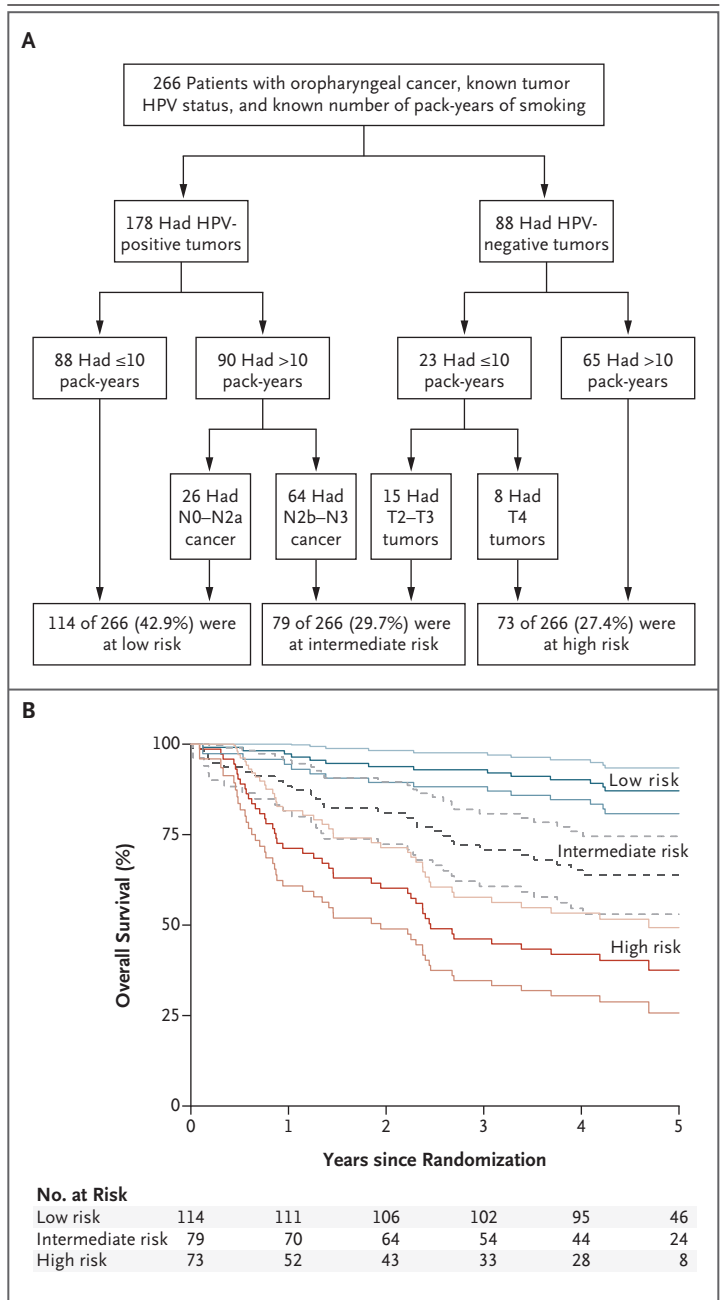 A
266 Patients with oropharyngeal cancer, known tumor
HPV status, and known number of pack-years of smoking
178 Had HPV-
positive tumors
88 Had HPV-
negative tumors
88 Had ≤10
pack-years
90 Had >10
pack-years
23 Had ≤10
pack-years
65 Had >10
pack-years
26 Had
N0–N2a
cancer
64 Had
N2b–N3
cancer
15 Had
T2–T3
tumors
8 Had
T4
tumors
114 of 266 (42.9%) were
at low risk
79 of 266 (29.7%) were
at intermediate risk
73 of 266 (27.4%) were
at high risk
B
Overall Survival (%)
100
75
50
25
0
Low risk
Intermediate risk
High risk
0 1 2 3 4 5
Years since Randomization
No. at Risk
Low risk 114 111 106 102 95 46
Intermediate risk 79 70 64 54 44 24
High risk 73 52 43 33 28 8